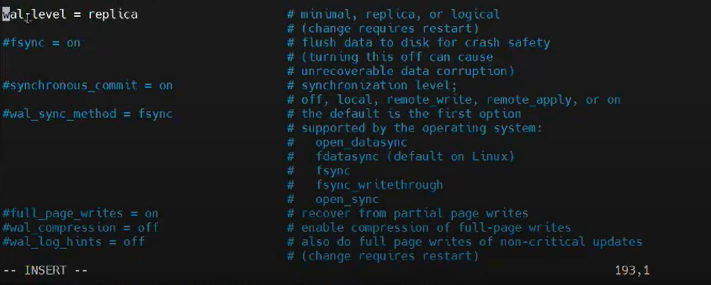 wal_level = replica # minimal, replica, or logical
# (change requires restart)
#fsync = on # flush data to disk for crash safety
# (turning this off can cause
# unrecoverable data corruption)
#synchronous_commit = on # synchronization level;
# off, local, remote_write, remote_apply, or on
#wal_sync_method = fsync # the default is the first option
# supported by the operating system:
# open_datasync
# fdatasync (default on Linux)
# fsync
# fsync_writethrough
# open_sync
#full_page_writes = on # recover from partial page writes
#wal_compression = off # enable compression of full-page writes
#wal_log_hints = off # also do full page writes of non-critical updates
# (change requires restart)
-- INSERT -- 193,1